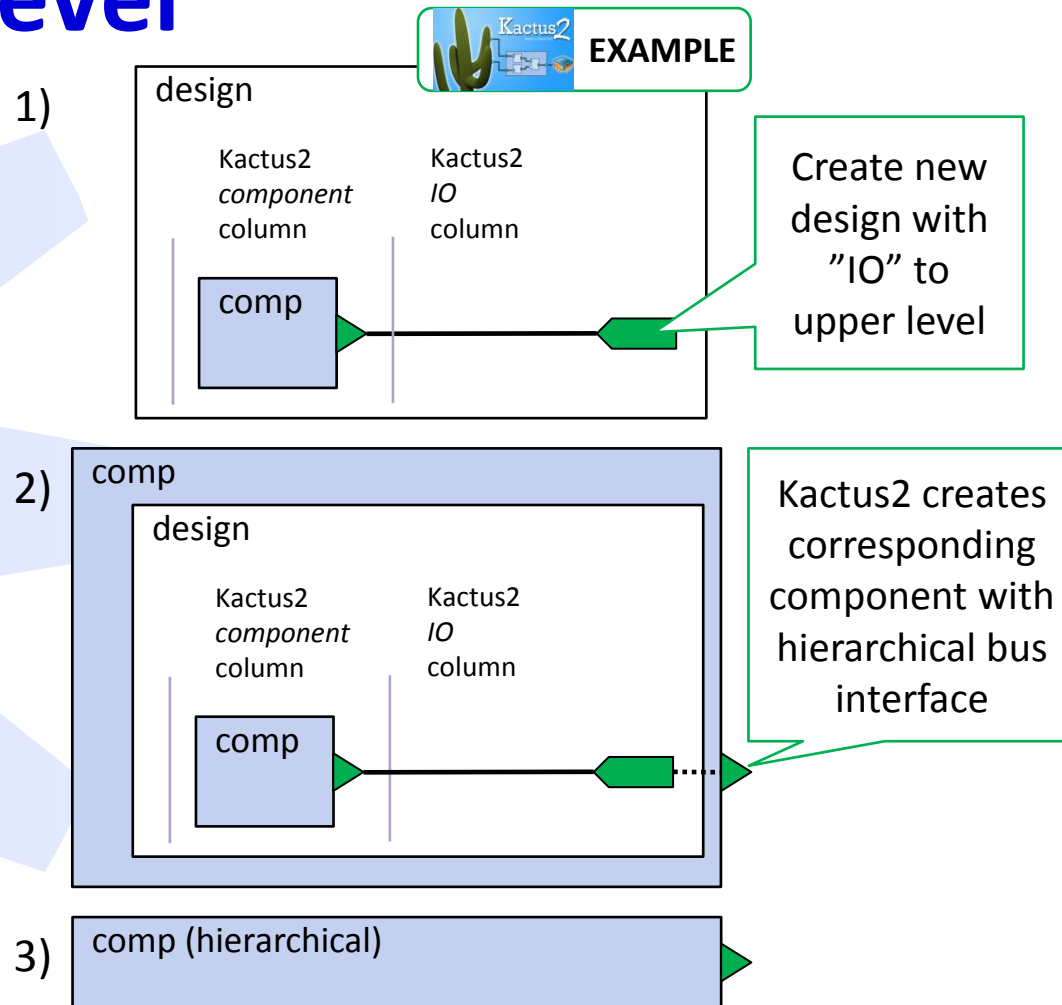 evel
Kactus2
EXAMPLE
1)
design
Kactus2
component
column
Kactus2
IO
column
comp
Create new
design with
”IO” to
upper level
2)
comp
design
Kactus2
component
column
Kactus2
IO
column
comp
Kactus2 creates
corresponding
component with
hierarchical bus
interface
3)
comp (hierarchical)